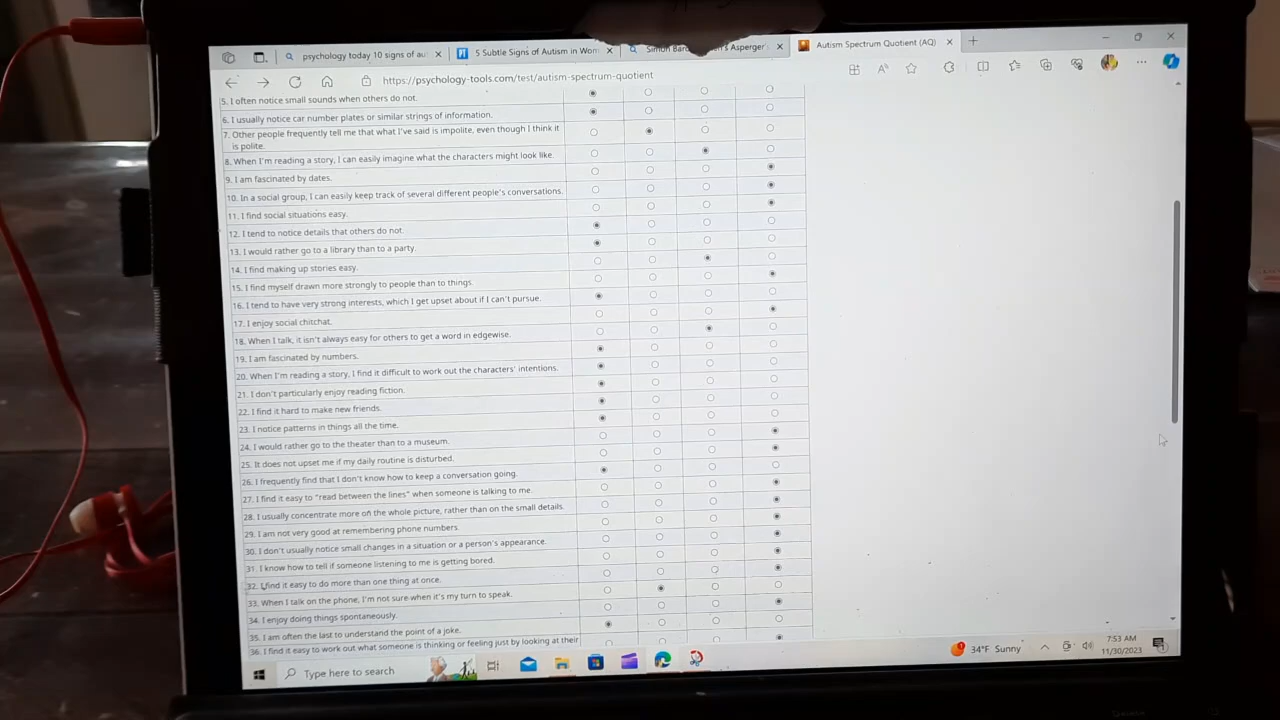 psychology today 10 signs of au
5 Subtle Signs of Autism in Wom
Asperger's
Autism Spectrum Quotient (AQ)
https://psychology-tools.com/test/autism-spectrum-quotient
5. I often notice small sounds when others do not.
6. I usually notice car number plates or similar strings of information.
7. Other people frequently tell me that what I've said is impolite, even though I think it
is polite.
8. When I'm reading a story, I can easily imagine what the characters might look like.
9. I am fascinated by dates.
10. In a social group, I can easily keep track of several different people's conversations.
11. I find social situations easy.
12. I tend to notice details that others do not.
13. I would rather go to a library than to a party.
14. I find making up stories easy.
15. I find myself drawn more strongly to people than to things.
16. I tend to have very strong interests, which I get upset about if I can't pursue.
17. I enjoy social chitchat.
18. When I talk, it isn't always easy for others to get a word in edgewise.
19. I am fascinated by numbers.
20. When I'm reading a story, I find it difficult to work out the characters' intentions.
21. I don't particularly enjoy reading fiction.
22. I find it hard to make new friends.
23. I notice patterns in things all the time.
24. I would rather go to the theater than to a museum.
25. It does not upset me if my daily routine is disturbed.
26. I frequently find that I don't know how to keep a conversation going.
27. I find it easy to "read between the lines" when someone is talking to me.
28. I usually concentrate more on the whole picture, rather than on the small details.
29. I am not very good at remembering phone numbers.
30. I don't usually notice small changes in a situation or a person's appearance.
31. I know how to tell if someone listening to me is getting bored.
32. I find it easy to do more than one thing at once.
33. When I talk on the phone, I'm not sure when it's my turn to speak.
34. I enjoy doing things spontaneously.
35. I am often the last to understand the point of a joke.
36. I find it easy to work out what someone is thinking or feeling just by looking at their
Type here to search
34°F Sunny
7:53 AM
11/30/2023